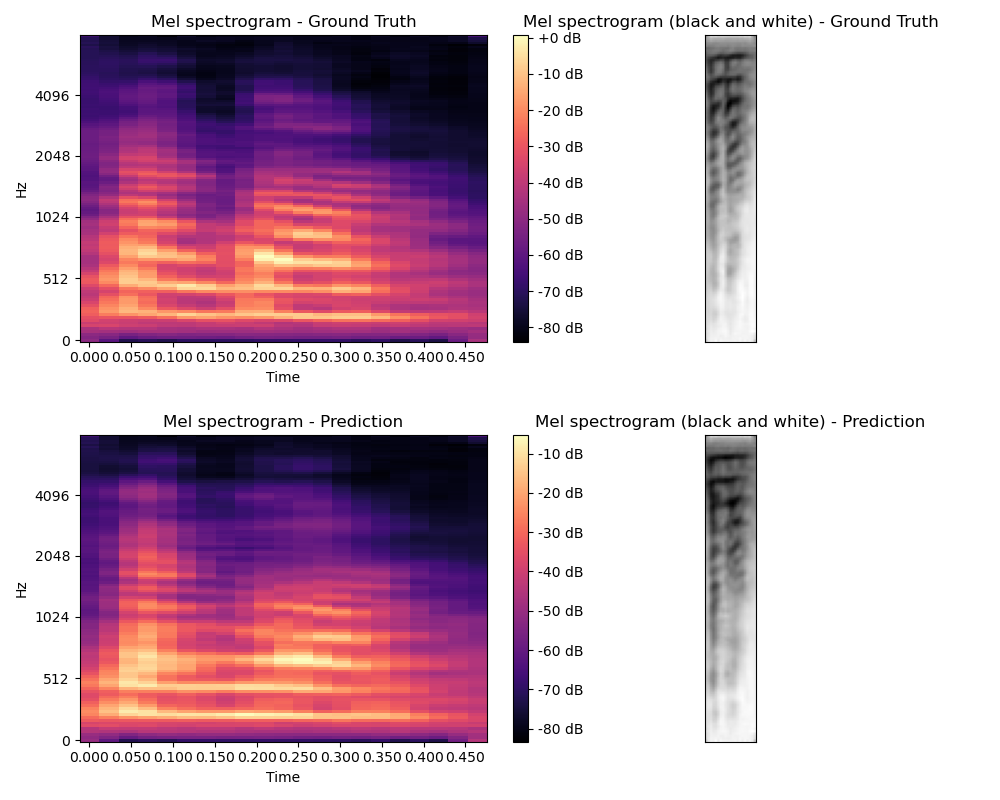 Mel spectrogram - Ground Truth
Mel spectrogram (black and white) - Ground Truth
Hz
4096
2048
1024
512
0
0.000 0.050 0.100 0.150 0.200 0.250 0.300 0.350 0.400 0.450
Time
+0 dB
-10 dB
-20 dB
-30 dB
-40 dB
-50 dB
-60 dB
-70 dB
-80 dB
Mel spectrogram - Prediction
Mel spectrogram (black and white) - Prediction
Hz
4096
2048
1024
512
0
0.000 0.050 0.100 0.150 0.200 0.250 0.300 0.350 0.400 0.450
Time
-10 dB
-20 dB
-30 dB
-40 dB
-50 dB
-60 dB
-70 dB
-80 dB